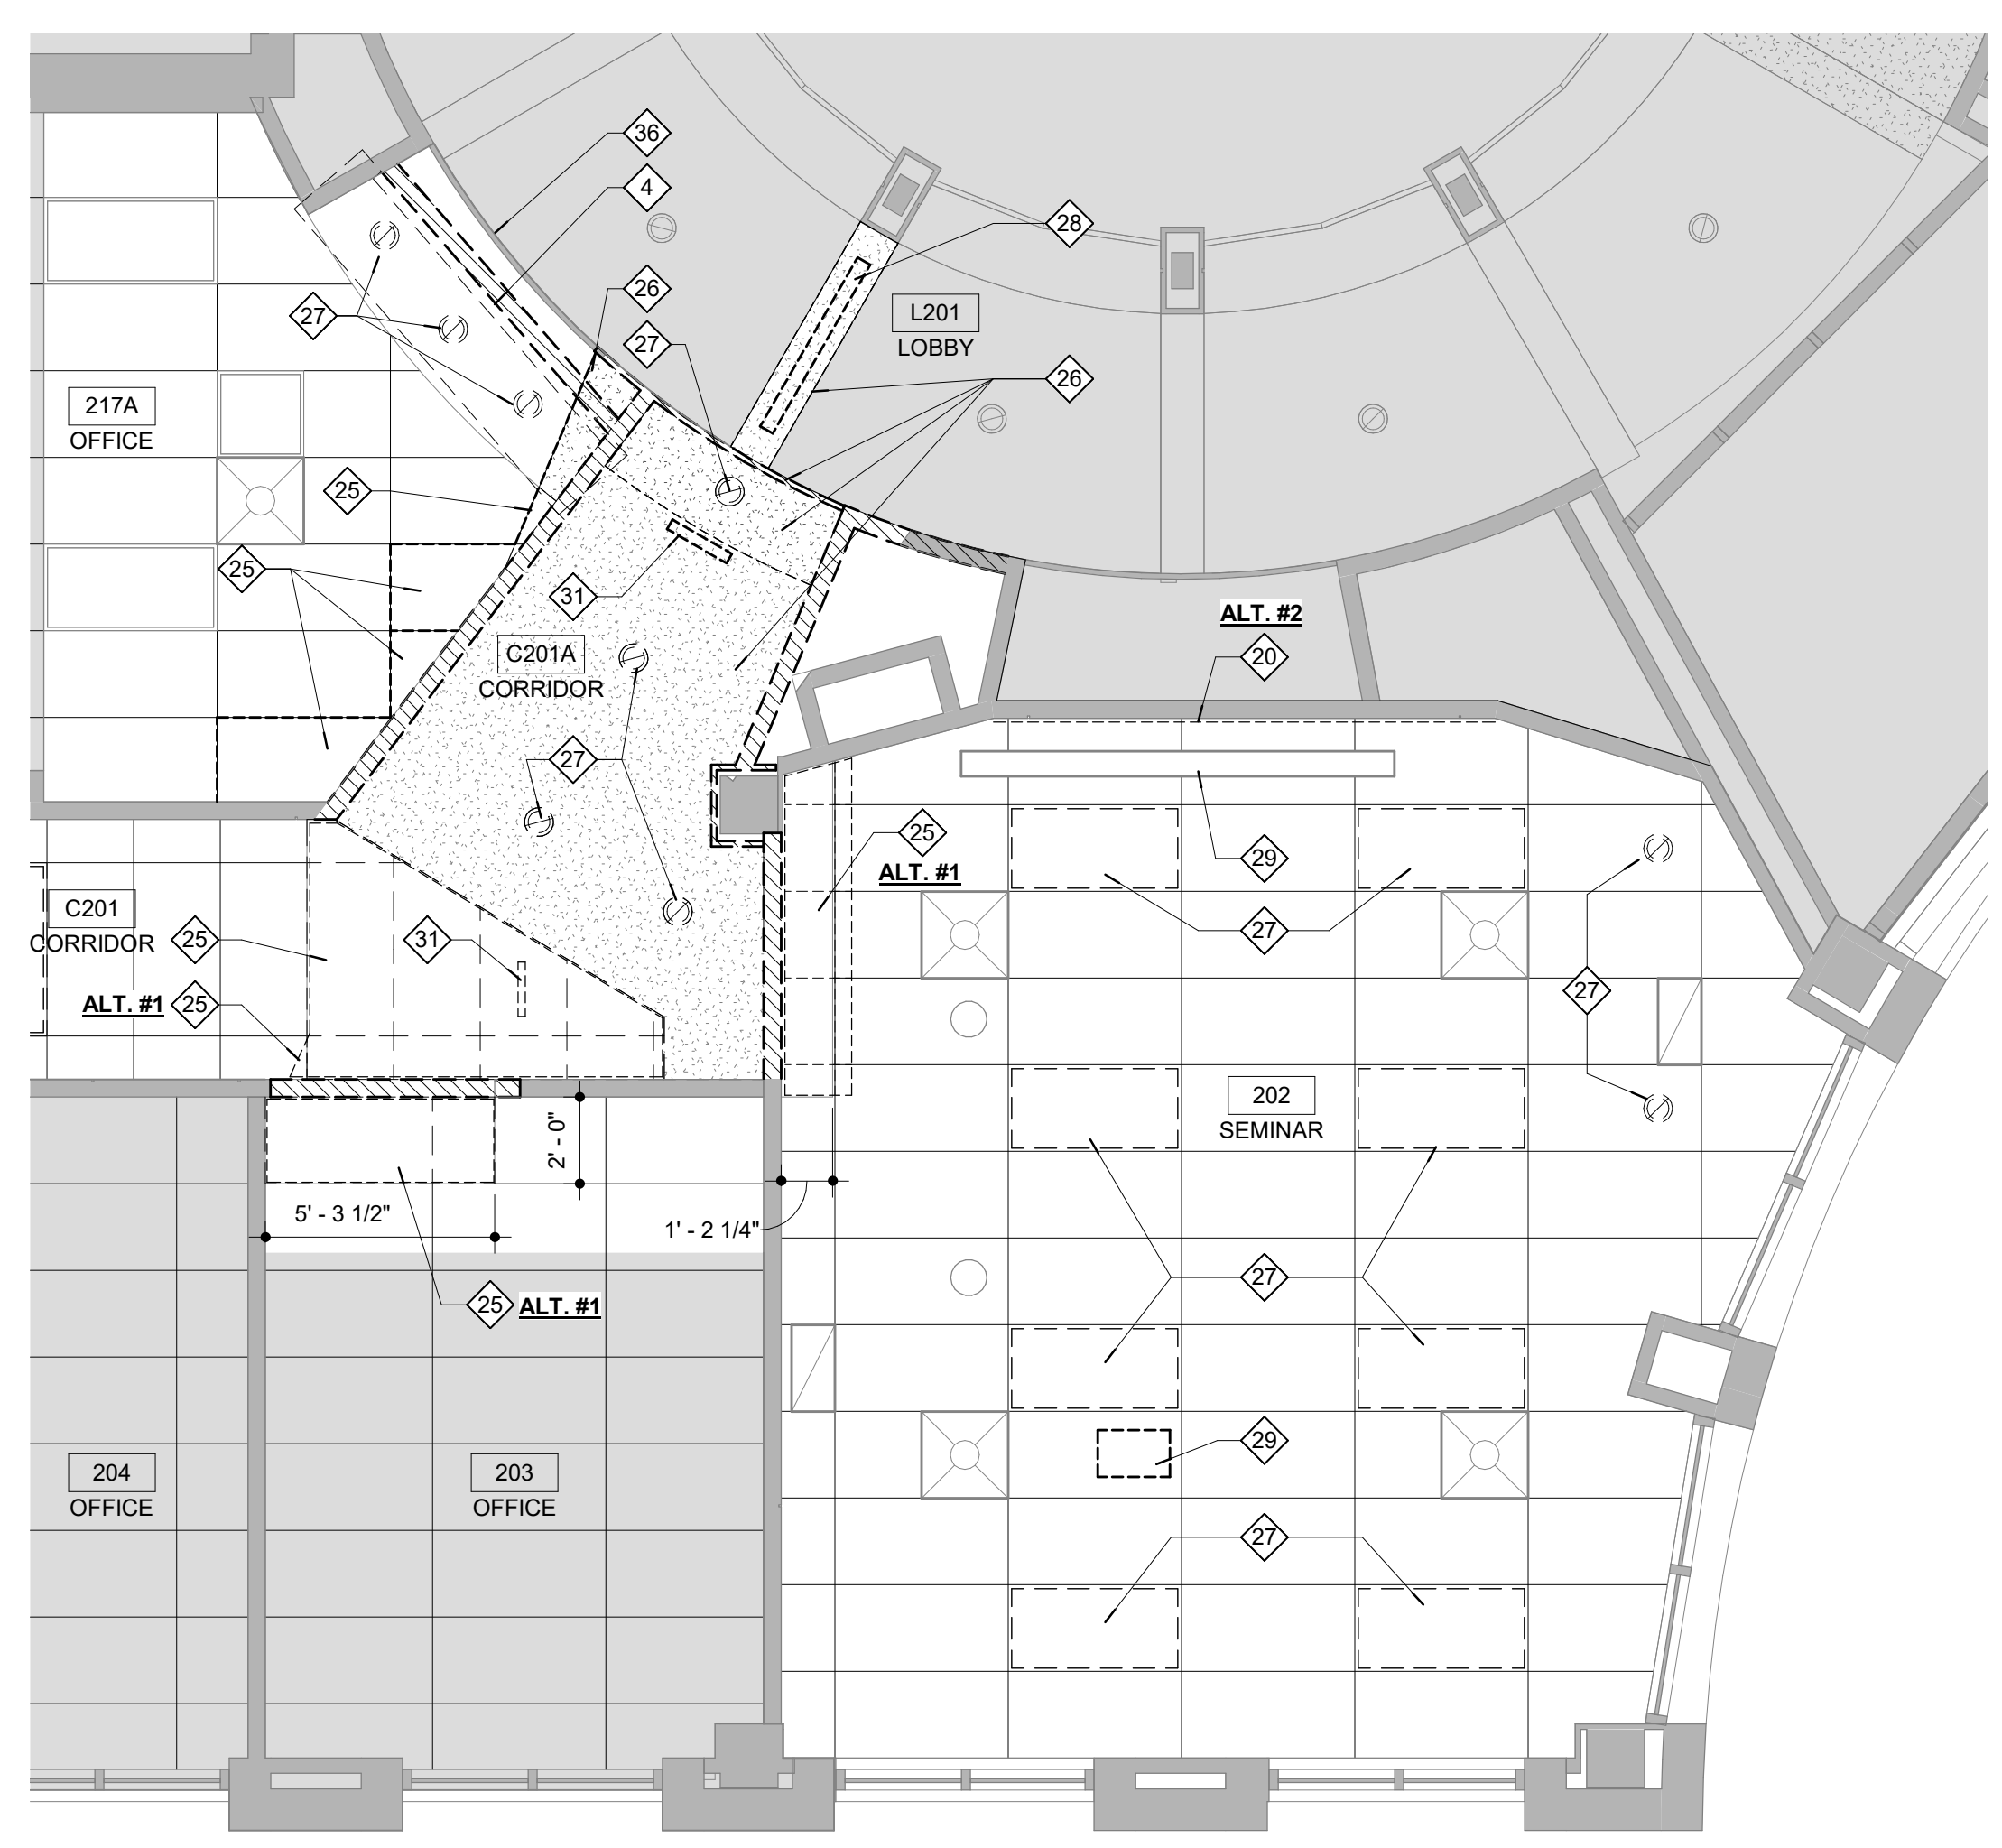 36
4
28
26
27
27
L201
LOBBY
26
217A
OFFICE
25
25
31
ALT. #2
20
C201A
CORRIDOR
27
25
ALT. #1
29
C201
CORRIDOR
25
31
27
27
ALT. #1
25
202
SEMINAR
2' - 0"
5' - 3 1/2"
1' - 2 1/4"
27
25
ALT. #1
29
204
OFFICE
203
OFFICE
27